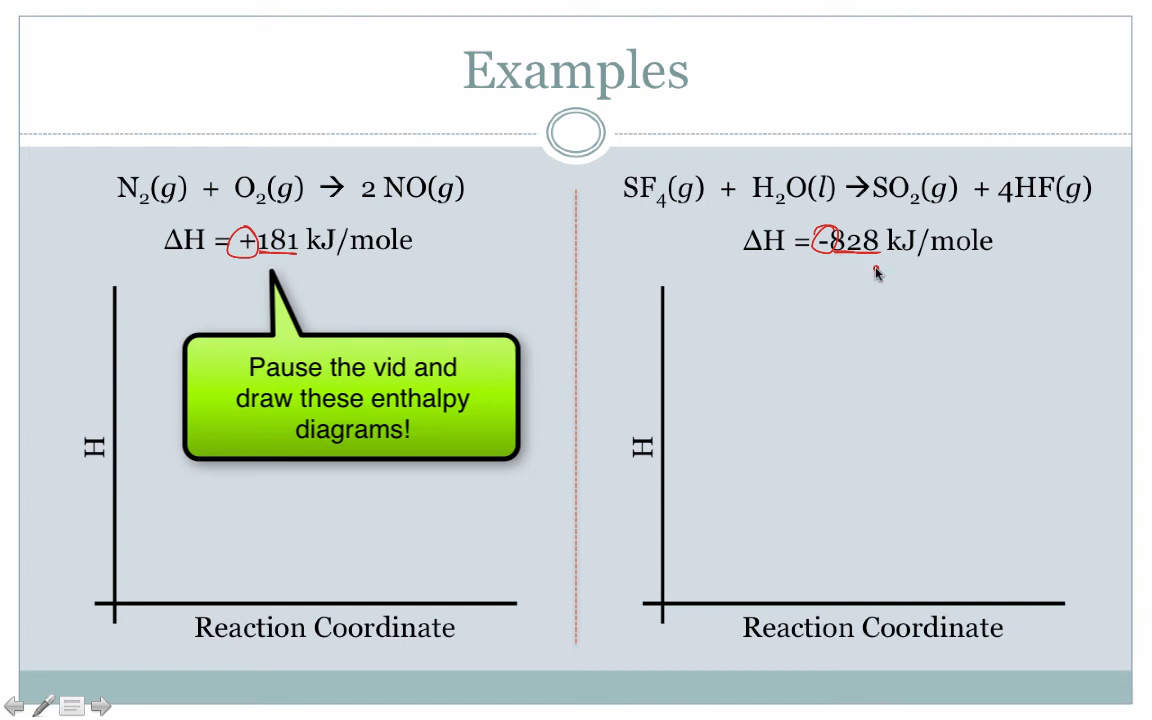 Examples
N₂(g) + O₂(g) → 2 NO(g)
ΔH = +181 kJ/mole
Pause the vid and
draw these enthalpy
diagrams!
H
Reaction Coordinate
SF₄(g) + H₂O(l) →SO₂(g) + 4HF(g)
ΔH = -828 kJ/mole
H
Reaction Coordinate